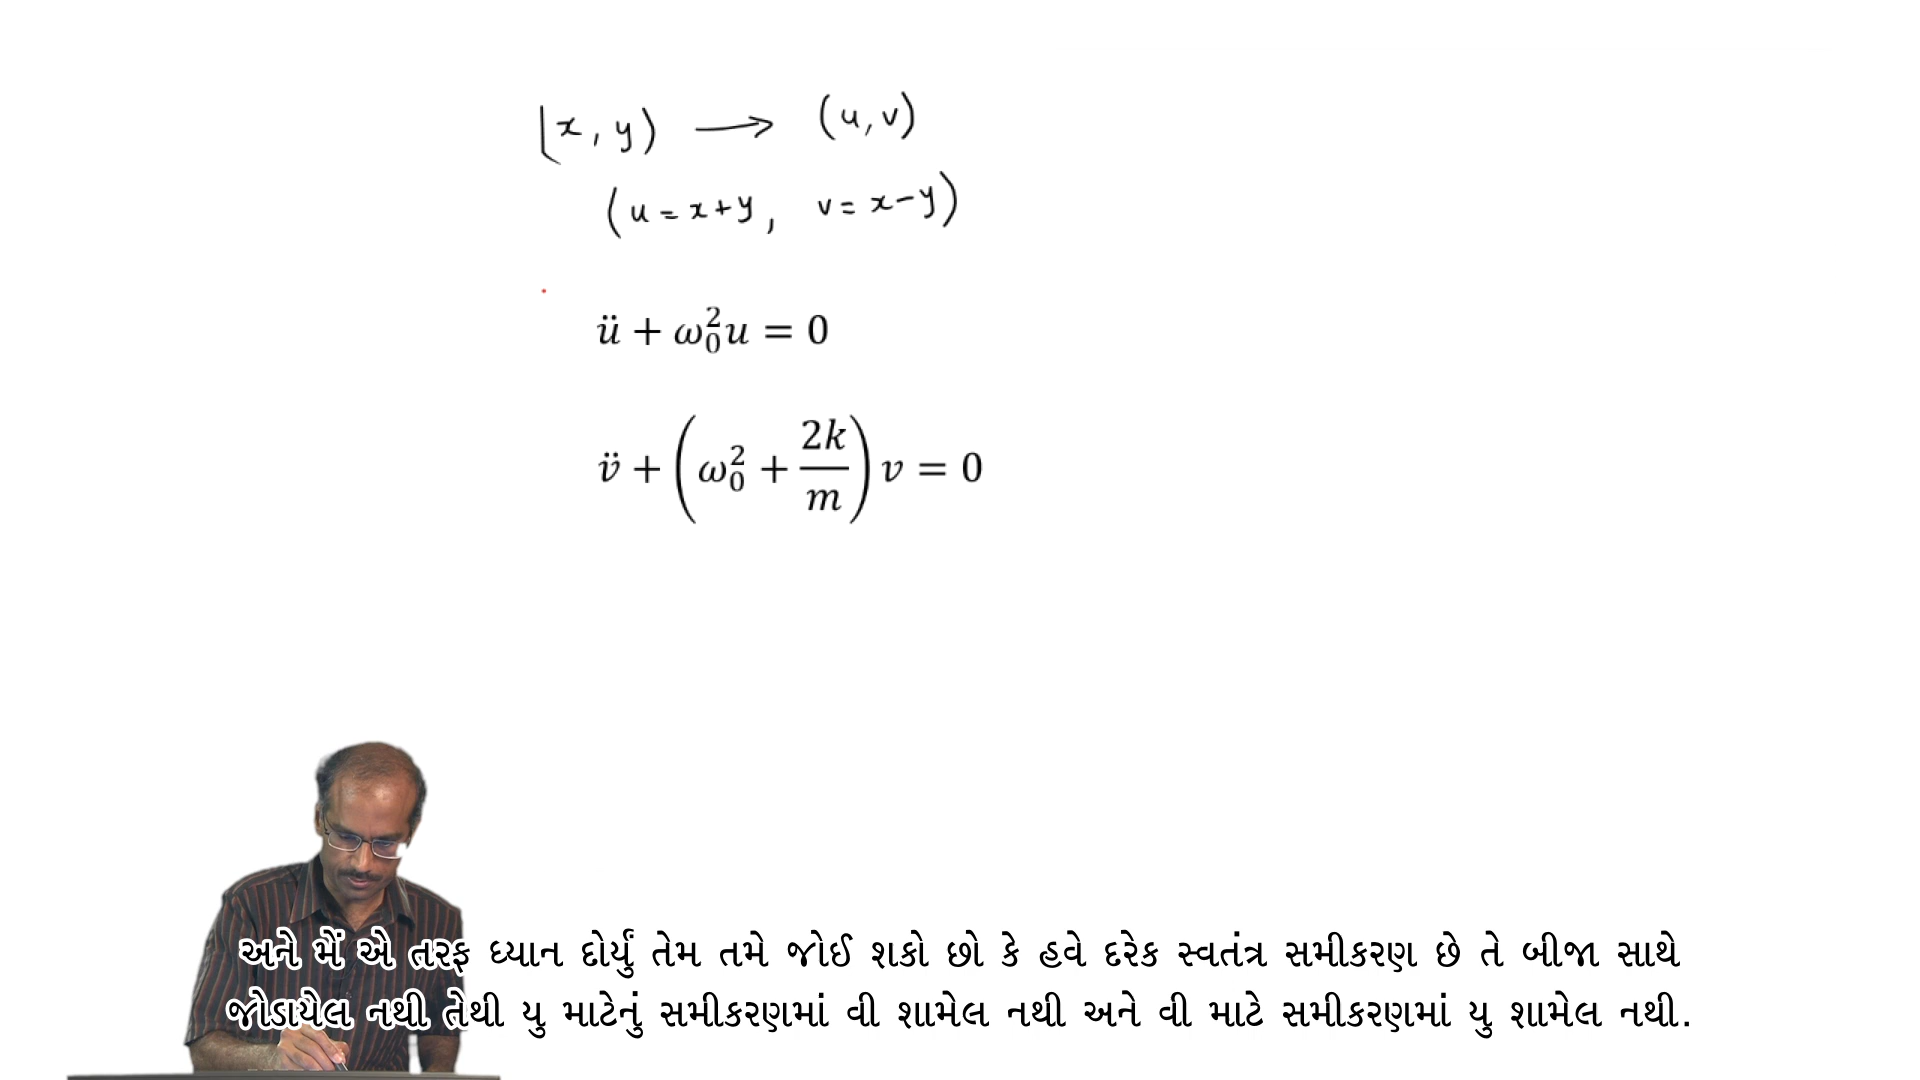 (x, y) → (u, v)
(u = x+y, v = x-y)
ü + ω₀²u = 0
v̈ + (ω₀² + 2k/m) v = 0
અને મેં એ તરફ ધ્યાન દોર્યું તેમ તમે જોઈ શકો છો કે હવે દરેક સ્વતંત્ર સમીકરણ છે તે બીજા સાથે
જોડાયેલ નથી તેથી યુ માટેનું સમીકરણમાં વી શામેલ નથી અને વી માટે સમીકરણમાં યુ શામેલ નથી.